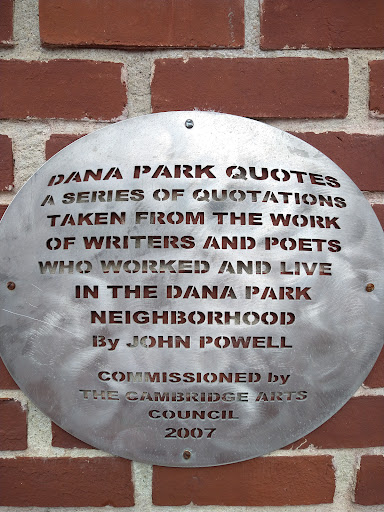 DANA PARK QUOTES
A SERIES OF QUOTATIONS
TAKEN FROM THE WORK
OF WRITERS AND POETS
WHO WORKED AND LIVE
IN THE DANA PARK
NEIGHBORHOOD
By JOHN POWELL
COMMISSIONED by
THE CAMBRIDGE ARTS
COUNCIL
2007